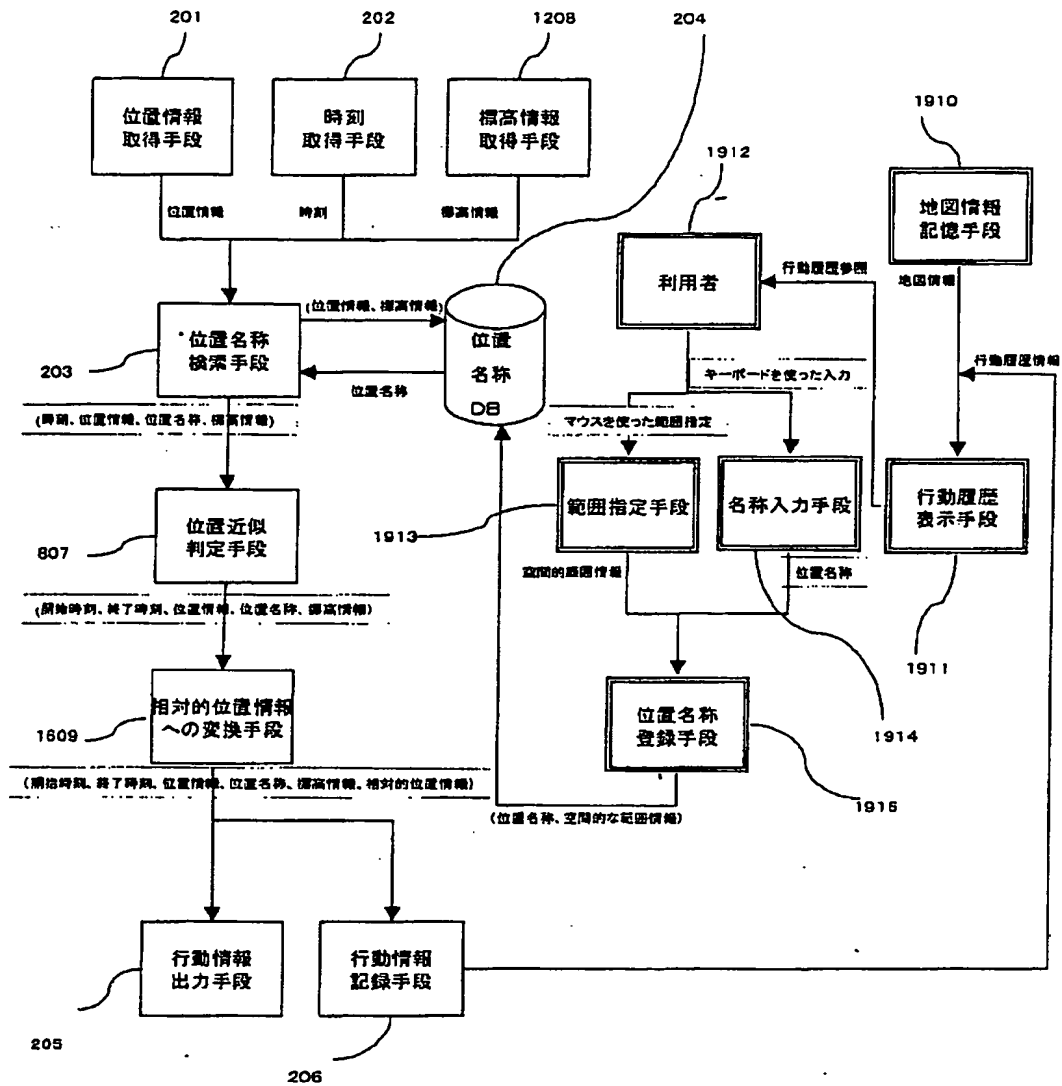 201
202
1208
204
位置情報
取得手段
時刻
取得手段
標高情報
取得手段
1910
1912
位置情報
時刻
標高情報
地図情報
記憶手段
利用者
行動履歴参照
地図情報
位置名称
検索手段
(位置情報、標高情報)
位置
名称
DB
203
位置名称
行動履歴情報
キーボードを使った入力
(時刻、位置情報、位置名称、標高情報)
マウスを使った範囲指定
位置近似
判定手段
807
範囲指定手段
名称入力手段
行動履歴
表示手段
1913
空間的範囲情報
位置名称
(開始時刻、終了時刻、位置情報、位置名称、標高情報)
1911
相対的位置情報
への変換手段
1609
位置名称
登録手段
1914
(開始時刻、終了時刻、位置情報、位置名称、標高情報、相対的位置情報)
1915
(位置名称、空間的な範囲情報)
行動情報
出力手段
行動情報
記録手段
205
206